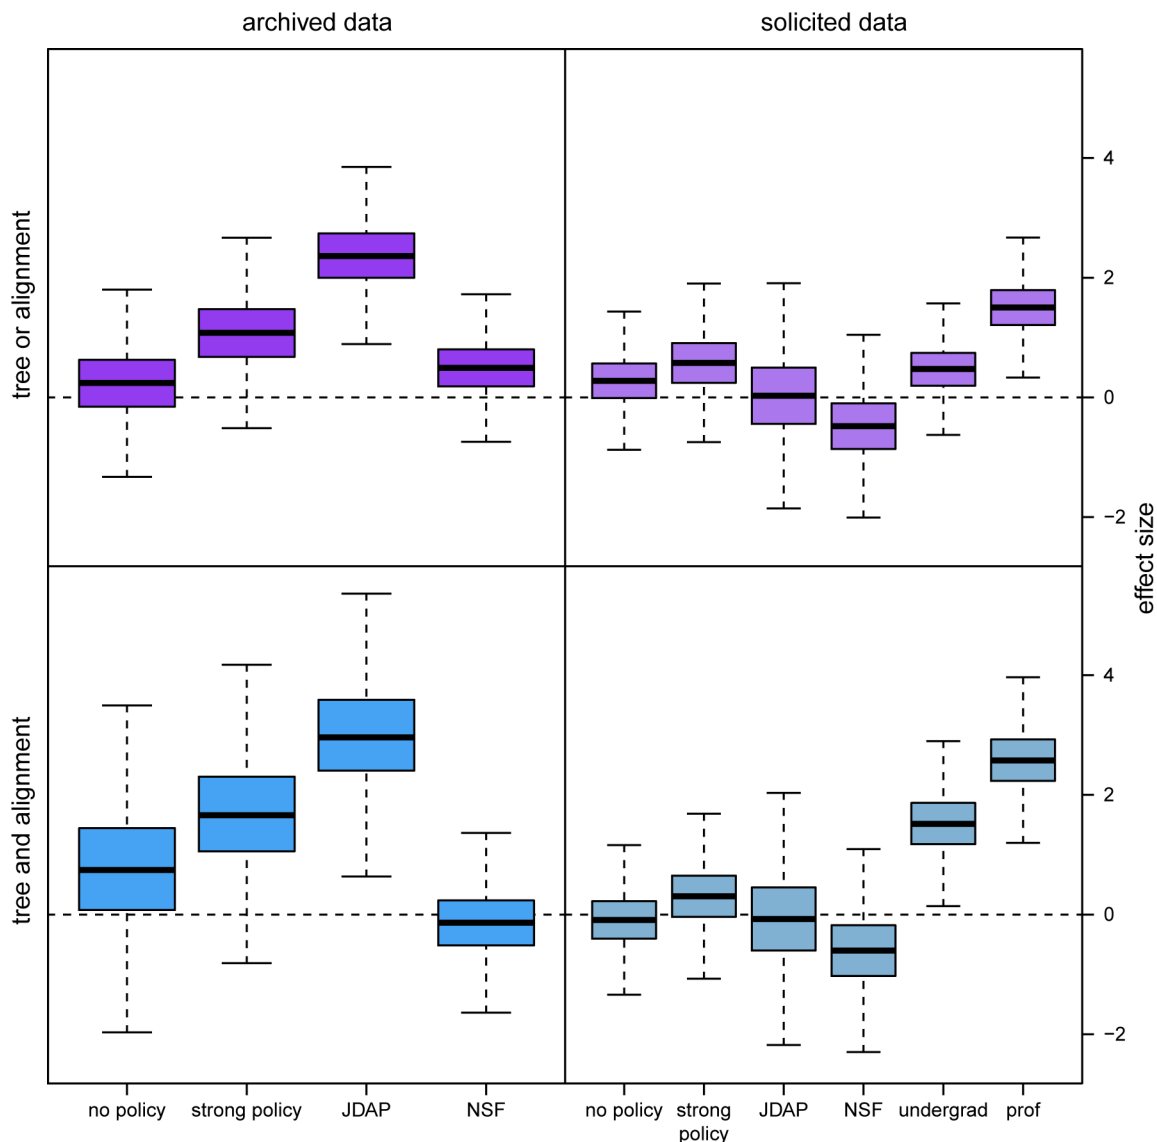 archived data
solicited data
tree or alignment
4
2
0
−2
effect size
tree and alignment
4
2
0
−2
no policy
strong policy
JDAP
NSF
no policy
strong
policy
JDAP
NSF
undergrad
prof